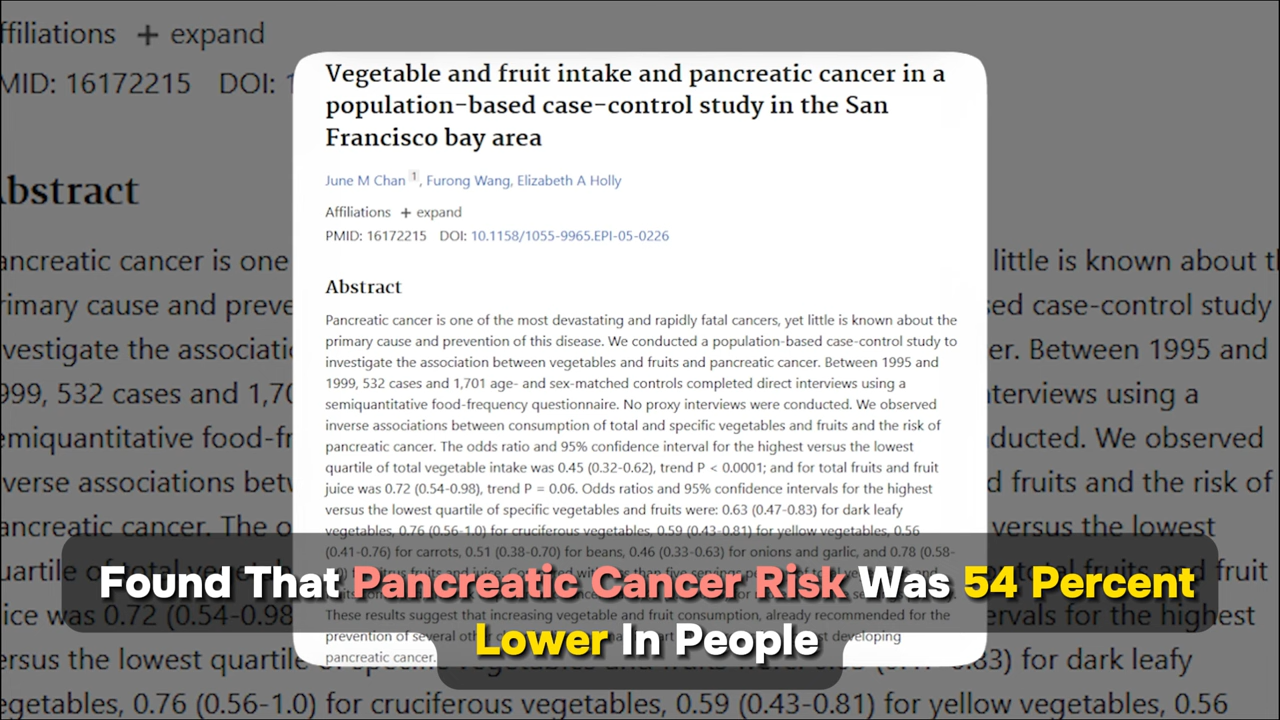 ffiliations + expand
MID: 16172215 DOI: 1
Abstract
ancreatic cancer is one
rimary cause and preve
vestigate the associatio
999, 532 cases and 1,70
emiquantitative food-fr
verse associations betw
ancreatic cancer. The o
uartile
ice was 0.72 (0.54-0.98)
ersus the lowest quartile
egetables, 0.76 (0.56-1.0) for cruciferous vegetables, 0.59 (0.43-0.81) for yellow vegetables, 0.56
Vegetable and fruit intake and pancreatic cancer in a
population-based case-control study in the San
Francisco bay area
June M Chan 1, Furong Wang, Elizabeth A Holly
Affiliations + expand
PMID: 16172215 DOI: 10.1158/1055-9965.EPI-05-0226
Abstract
Pancreatic cancer is one of the most devastating and rapidly fatal cancers, yet little is known about the
primary cause and prevention of this disease. We conducted a population-based case-control study to
investigate the association between vegetables and fruits and pancreatic cancer. Between 1995 and
1999, 532 cases and 1,701 age- and sex-matched controls completed direct interviews using a
semiquantitative food-frequency questionnaire. No proxy interviews were conducted. We observed
inverse associations between consumption of total and specific vegetables and fruits and the risk of
pancreatic cancer. The odds ratio and 95% confidence interval for the highest versus the lowest
quartile of total vegetable intake was 0.45 (0.32-0.62), trend P < 0.0001; and for total fruits and fruit
juice was 0.72 (0.54-0.98), trend P = 0.06. Odds ratios and 95% confidence intervals for the highest
versus the lowest quartile of specific vegetables and fruits were: 0.63 (0.47-0.83) for dark leafy
vegetables, 0.76 (0.56-1.0) for cruciferous vegetables, 0.59 (0.43-0.81) for yellow vegetables, 0.56
(0.41-0.76) for carrots, 0.51 (0.38-0.70) for beans, 0.46 (0.33-0.63) for onions and garlic, and 0.78 (0.58-
These results suggest that increasing vegetable and fruit consumption, already recommended for the
prevention of several other
developing
pancreatic cancer.
little is known about th
sed case-control study
er. Between 1995 and
nterviews using a
conducted. We observed
d fruits and the risk of
versus the lowest
fruit
ervals for the highest
0.83) for dark leafy
Found That Pancreatic Cancer Risk Was 54 Percent
Lower In People